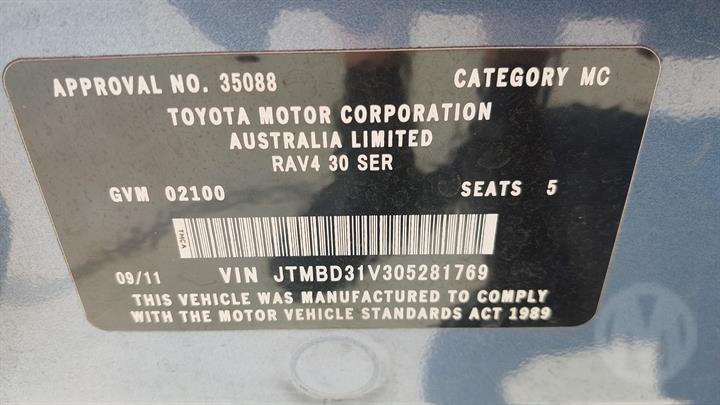 APPROVAL NO. 35088 CATEGORY MC
TOYOTA MOTOR CORPORATION
AUSTRALIA LIMITED
RAV4 30 SER
GVM 02100 SEATS 5
TMCA
09/11 VIN JTMBD31V305281769
THIS VEHICLE WAS MANUFACTURED TO COMPLY
WITH THE MOTOR VEHICLE STANDARDS ACT 1989
M